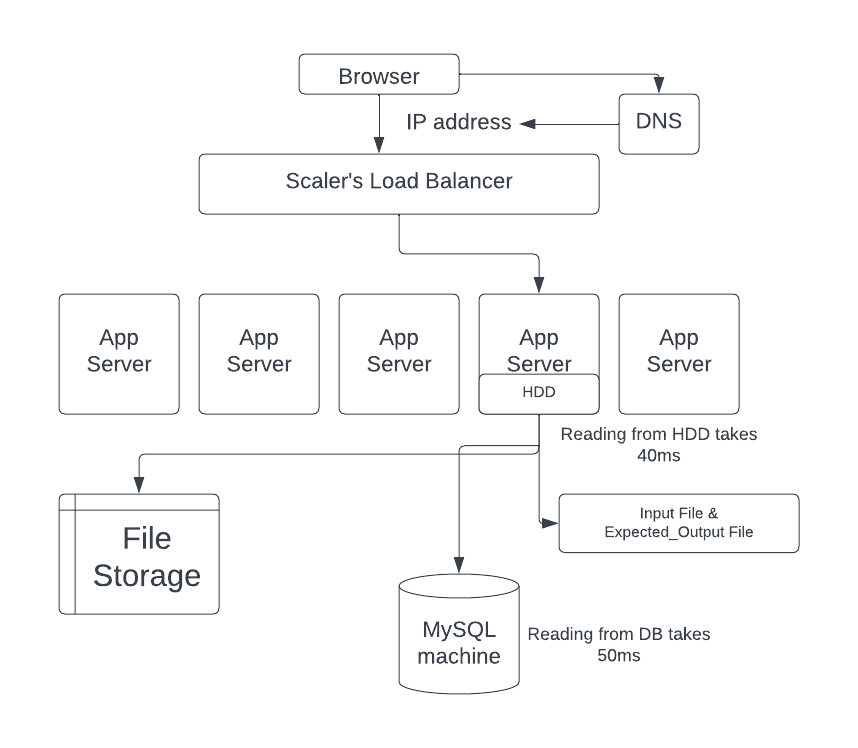 Browser
IP address
DNS
Scaler's Load Balancer
App
Server
App
Server
App
Server
App
Server
HDD
App
Server
Reading from HDD takes
40ms
File
Storage
Input File &
Expected_Output File
MySQL
machine
Reading from DB takes
50ms